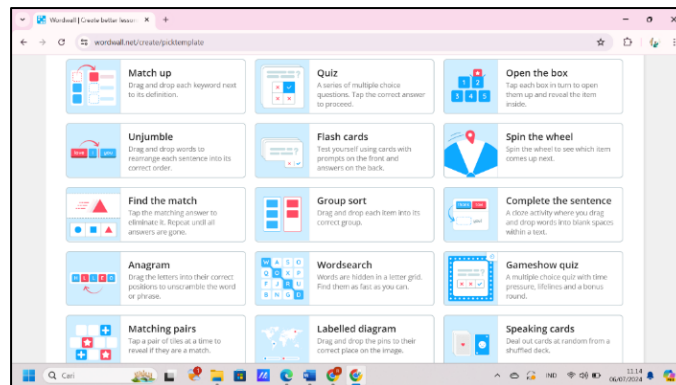 Wordwall | Create better lesson
wordwall.net/create/picktemplate
Match up
Drag and drop each keyword next
to its definition.
Quiz
A series of multiple choice
questions. Tap the correct answer
to proceed.
Open the box
Tap each box in turn to open
them up and reveal the item
inside.
Unjumble
Drag and drop words to
rearrange each sentence into its
correct order.
Flash cards
Test yourself using cards with
prompts on the front and
answers on the back.
Spin the wheel
Spin the wheel to see which item
comes up next.
Find the match
Tap the matching answer to
eliminate it. Repeat until all
answers are gone.
Group sort
Drag and drop each item into its
correct group.
Complete the sentence
A cloze activity where you drag
and drop words into blank spaces
within a text.
Anagram
Drag the letters into their correct
positions to unscramble the word
or phrase.
Wordsearch
Words are hidden in a letter grid.
Find them as fast as you can.
Gameshow quiz
A multiple choice quiz with time
pressure, lifelines and a bonus
round.
Matching pairs
Tap a pair of tiles at a time to
reveal if they are a match.
Labelled diagram
Drag and drop the pins to their
correct place on the image.
Speaking cards
Deal out cards at random from a
shuffled deck.
Cari
IND
11.14
06/07/2024